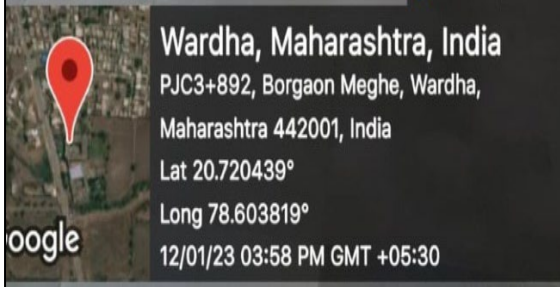 Wardha, Maharashtra, India
PJC3+892, Borgaon Meghe, Wardha,
Maharashtra 442001, India
Lat 20.720439°
Long 78.603819°
oogle
12/01/23 03:58 PM GMT +05:30